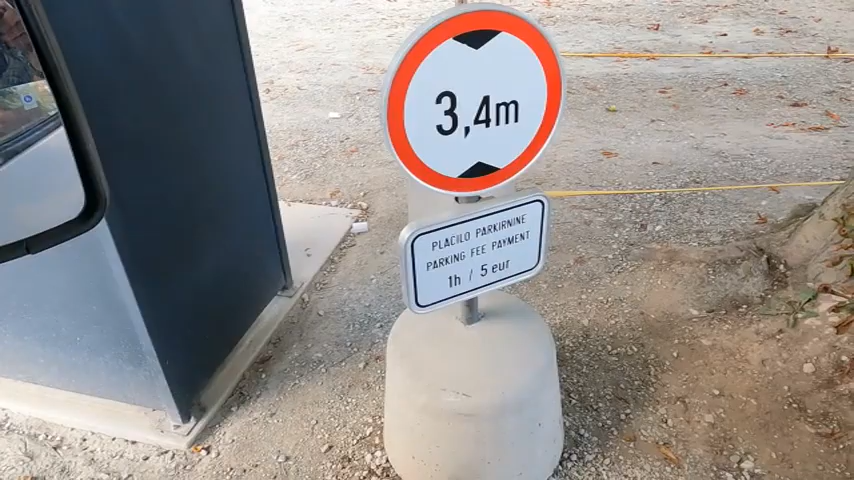 3,4m
PLAČILO PARKIRNINE
PARKING FEE PAYMENT
1h / 5 eur